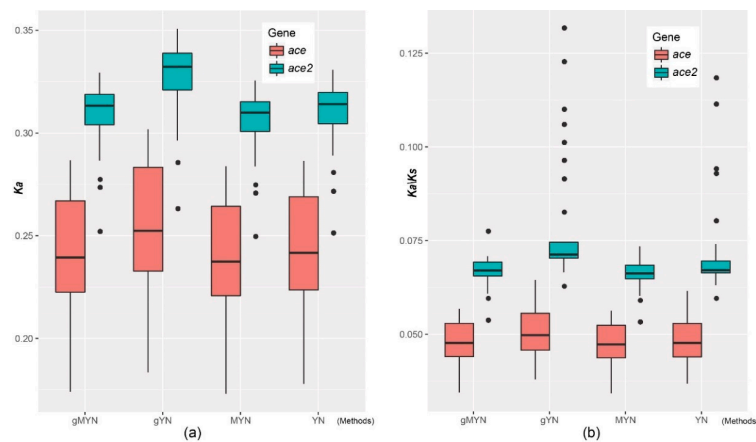 0.35
0.30
0.25
0.20
Ka
Gene
ace
ace2
gMYN
gYN
MYN
YN
(Methods)
(a)
0.125
0.100
0.075
0.050
Ka\Ks
Gene
ace
ace2
gMYN
gYN
MYN
YN
(Methods)
(b)